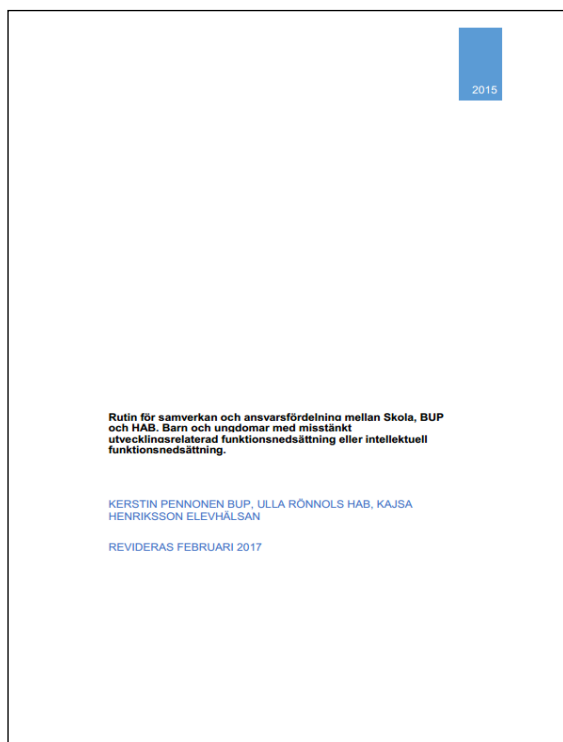 2015
Rutin för samverkan och ansvarsfördelning mellan Skola, BUP
och HAB. Barn och ungdomar med misstänkt
utvecklingsrelaterad funktionsnedsättning eller intellektuell
funktionsnedsättning.
KERSTIN PENNONEN BUP, ULLA RÖNNOLS HAB, KAJSA
HENRIKSSON ELEVHÄLSAN
REVIDERAS FEBRUARI 2017